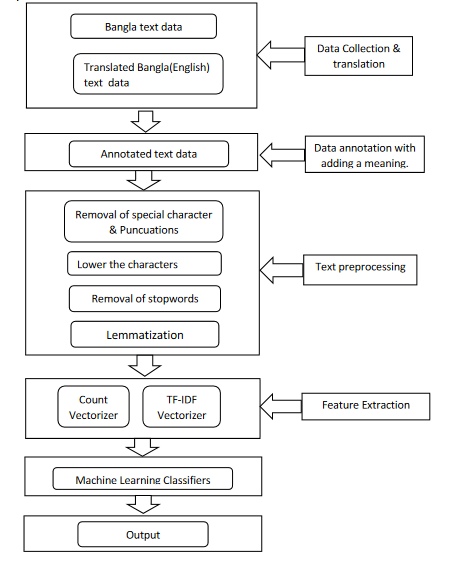 Bangla text data
Translated Bangla(English)
text data
Data Collection &
translation
Annotated text data
Data annotation with
adding a meaning.
Removal of special character
& Puncuations
Lower the characters
Removal of stopwords
Lemmatization
Text preprocessing
Count
Vectorizer
TF-IDF
Vectorizer
Feature Extraction
Machine Learning Classifiers
Output